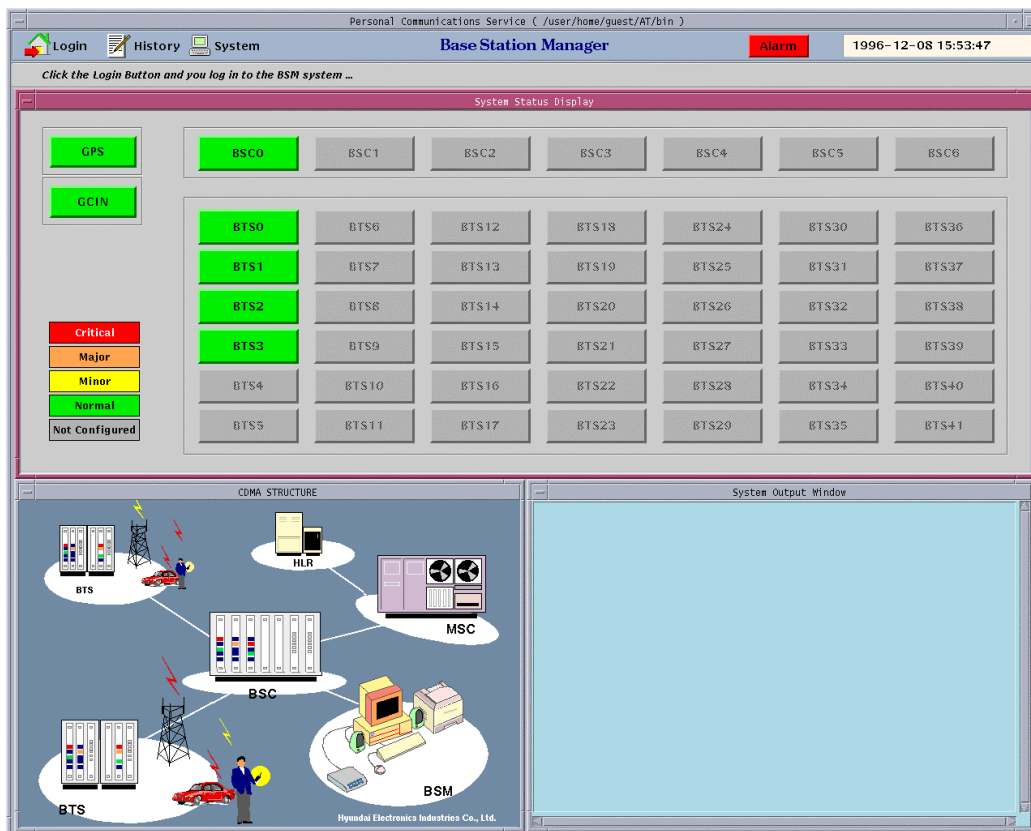 Personal Communications Service ( /user/home/guest/AT/bin )
Login History System Base Station Manager Alarm 1996-12-08 15:53:47
Click the Login Button and you log in to the BSM system ...
System Status Display
GPS BSC0 BSC1 BSC2 BSC3 BSC4 BSC5 BSC6
GCIN
BTS0 BTS6 BTS12 BTS18 BTS24 BTS30 BTS36
BTS1 BTS7 BTS13 BTS19 BTS25 BTS31 BTS37
BTS2 BTS8 BTS14 BTS20 BTS26 BTS32 BTS38
BTS3 BTS9 BTS15 BTS21 BTS27 BTS33 BTS39
BTS4 BTS10 BTS16 BTS22 BTS28 BTS34 BTS40
BTS5 BTS11 BTS17 BTS23 BTS29 BTS35 BTS41
Critical
Major
Minor
Normal
Not Configured
CDMA STRUCTURE
BTS
HLR
MSC
BSC
BTS
BSM
Hyundai Electronics Industries Co., Ltd.
System Output Window